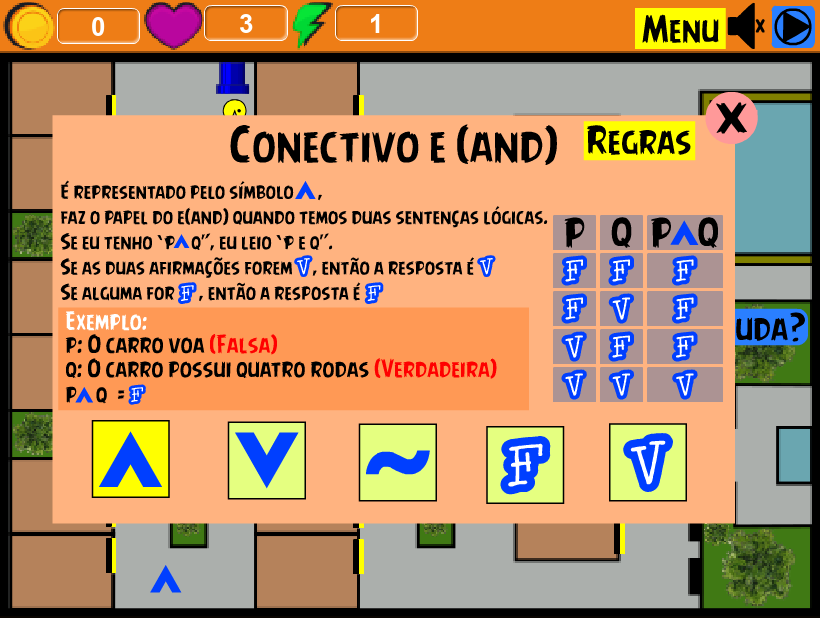 0 3 1 MENU x
CONECTIVO E (AND) REGRAS X
É REPRESENTADO PELO SÍMBOLO ∧,
FAZ O PAPEL DO E(AND) QUANDO TEMOS DUAS SENTENÇAS LÓGICAS.
SE EU TENHO "P∧Q", EU LEIO "P E Q".
SE AS DUAS AFIRMAÇÕES FOREM V, ENTÃO A RESPOSTA É V
SE ALGUMA FOR F, ENTÃO A RESPOSTA É F
EXEMPLO:
P: O CARRO VOA (FALSA)
Q: O CARRO POSSUI QUATRO RODAS (VERDADEIRA)
P∧Q = F
P Q P∧Q
F F F
F V F
V F F
V V V
UDA?
∧ ∨ ~ F V
∧